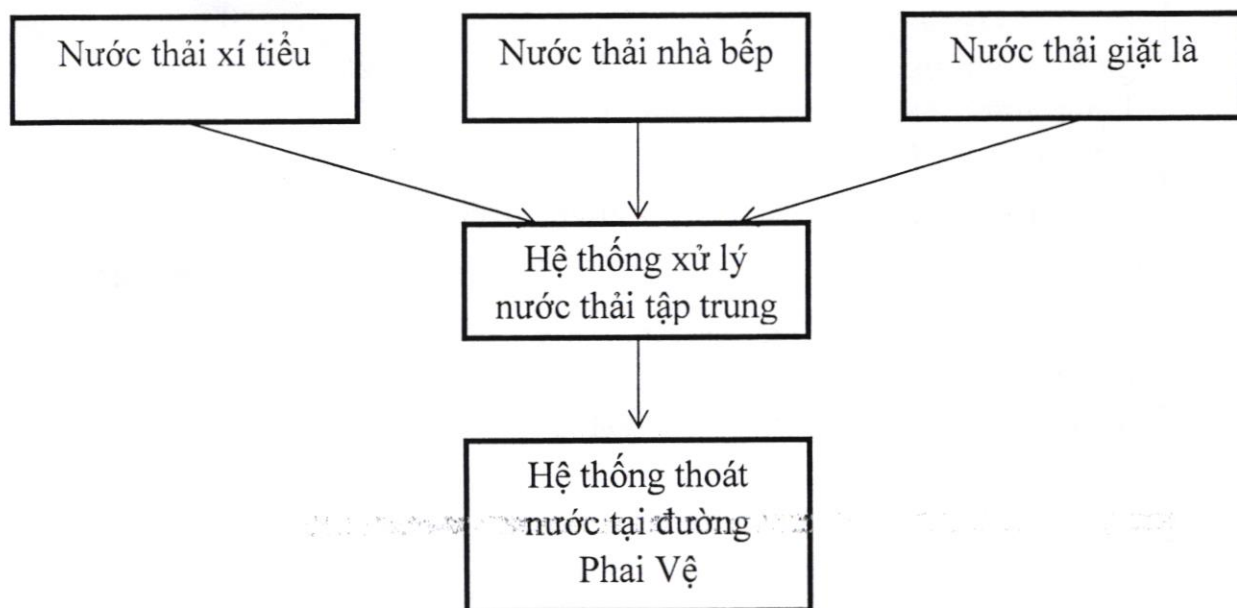 Nước thải xí tiểu
Nước thải nhà bếp
Nước thải giặt là
Hệ thống xử lý
nước thải tập trung
Hệ thống thoát
nước tại đường
Phai Vệ